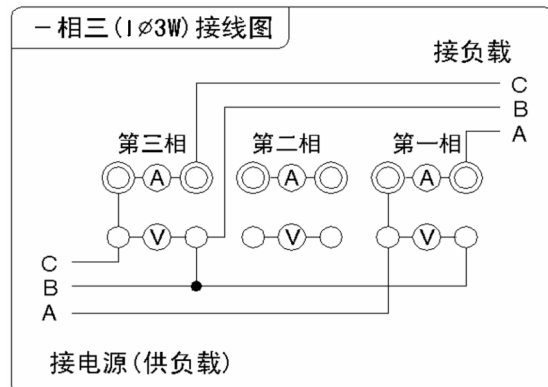 一相三(1∅3W)接线图
接负载
C
B
A
第三相 第二相 第一相
A A A
V V V
C
B
A
接电源(供负载)